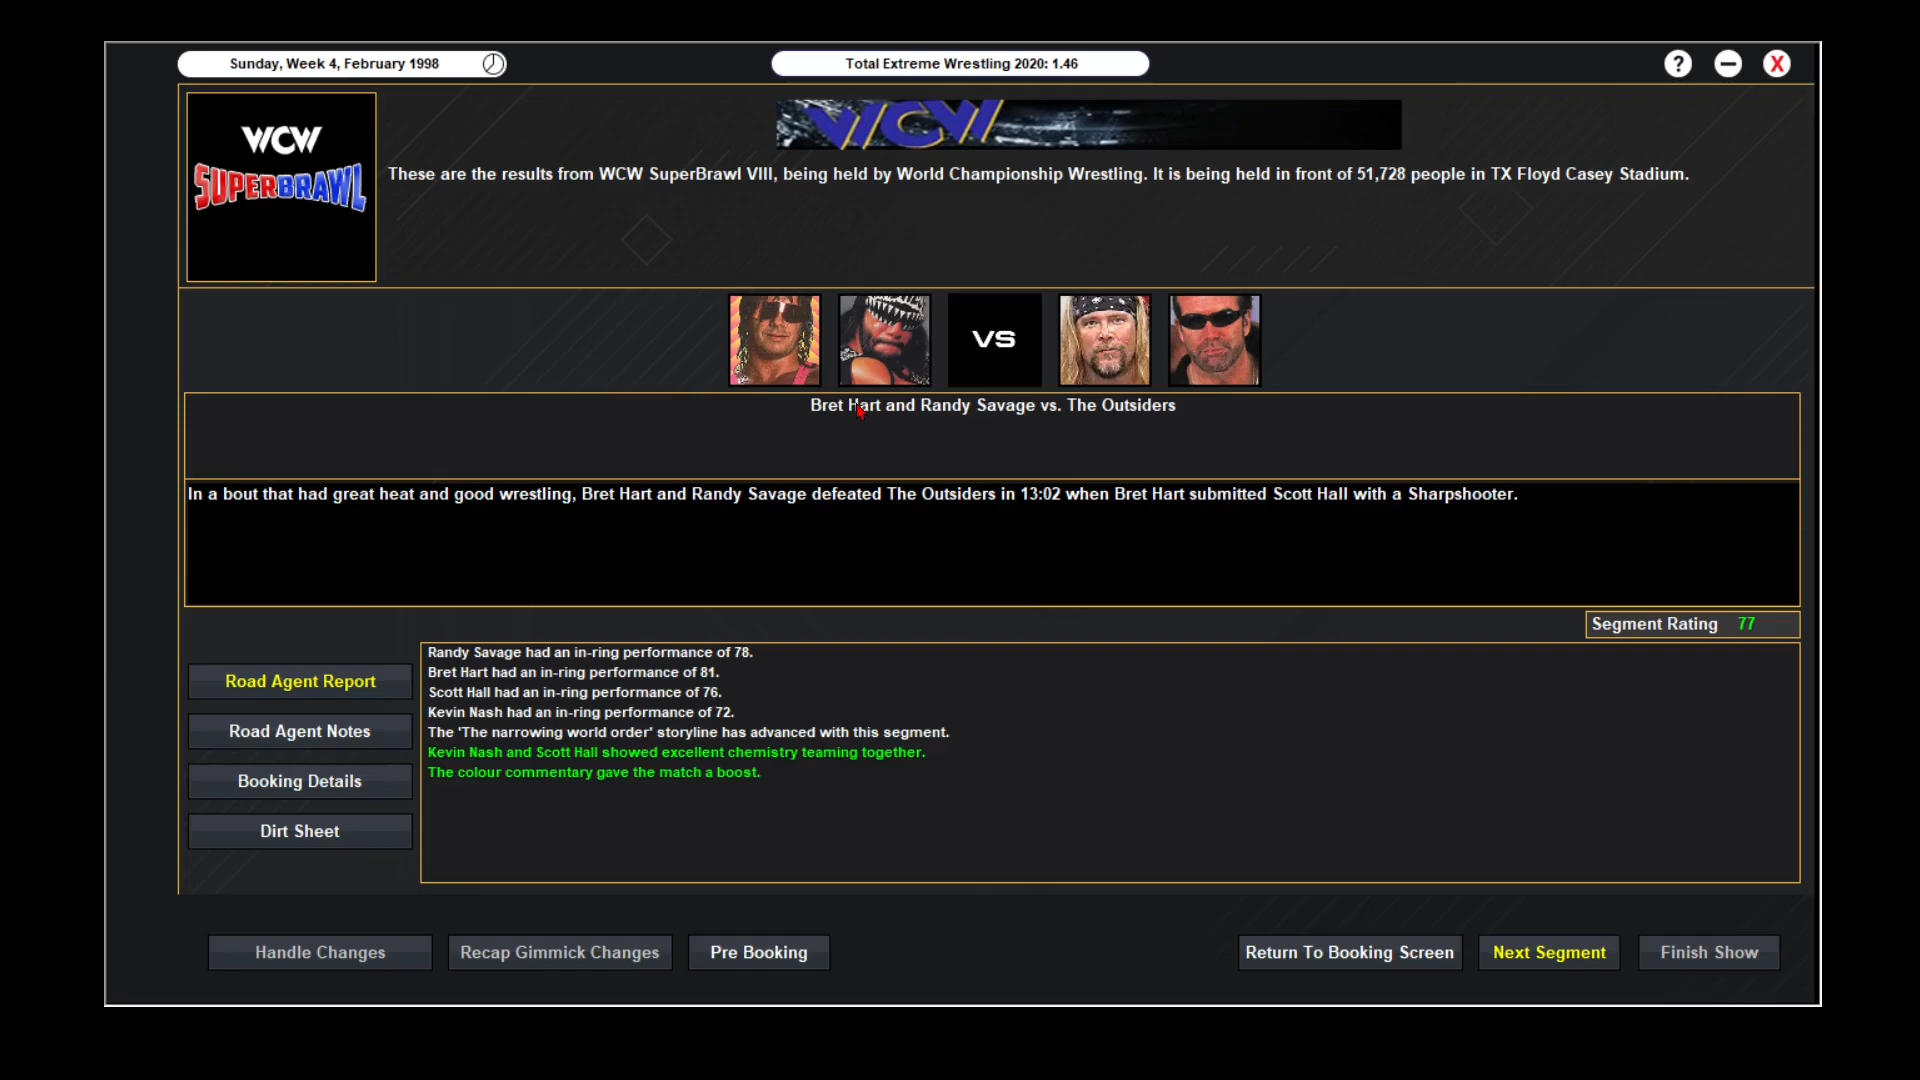 Sunday, Week 4, February 1998
Total Extreme Wrestling 2020: 1.46
?
X
WCW
SUPERBRAWL
WCW
These are the results from WCW SuperBrawl VIII, being held by World Championship Wrestling. It is being held in front of 51,728 people in TX Floyd Casey Stadium.
VS
Bret Hart and Randy Savage vs. The Outsiders
In a bout that had great heat and good wrestling, Bret Hart and Randy Savage defeated The Outsiders in 13:02 when Bret Hart submitted Scott Hall with a Sharpshooter.
Segment Rating 77
Road Agent Report
Road Agent Notes
Booking Details
Dirt Sheet
Randy Savage had an in-ring performance of 78.
Bret Hart had an in-ring performance of 81.
Scott Hall had an in-ring performance of 76.
Kevin Nash had an in-ring performance of 72.
The 'The narrowing world order' storyline has advanced with this segment.
Kevin Nash and Scott Hall showed excellent chemistry teaming together.
The colour commentary gave the match a boost.
Handle Changes
Recap Gimmick Changes
Pre Booking
Return To Booking Screen
Next Segment
Finish Show